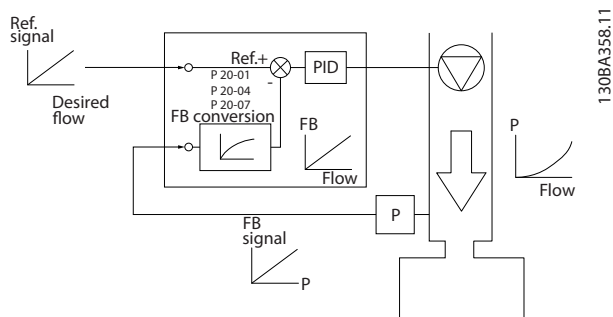 Ref.
signal
Desired
flow
Ref.+
P 20-01
-
P 20-04
P 20-07
FB conversion
PID
FB
Flow
P
FB
signal
P
P
Flow
130BA358.11